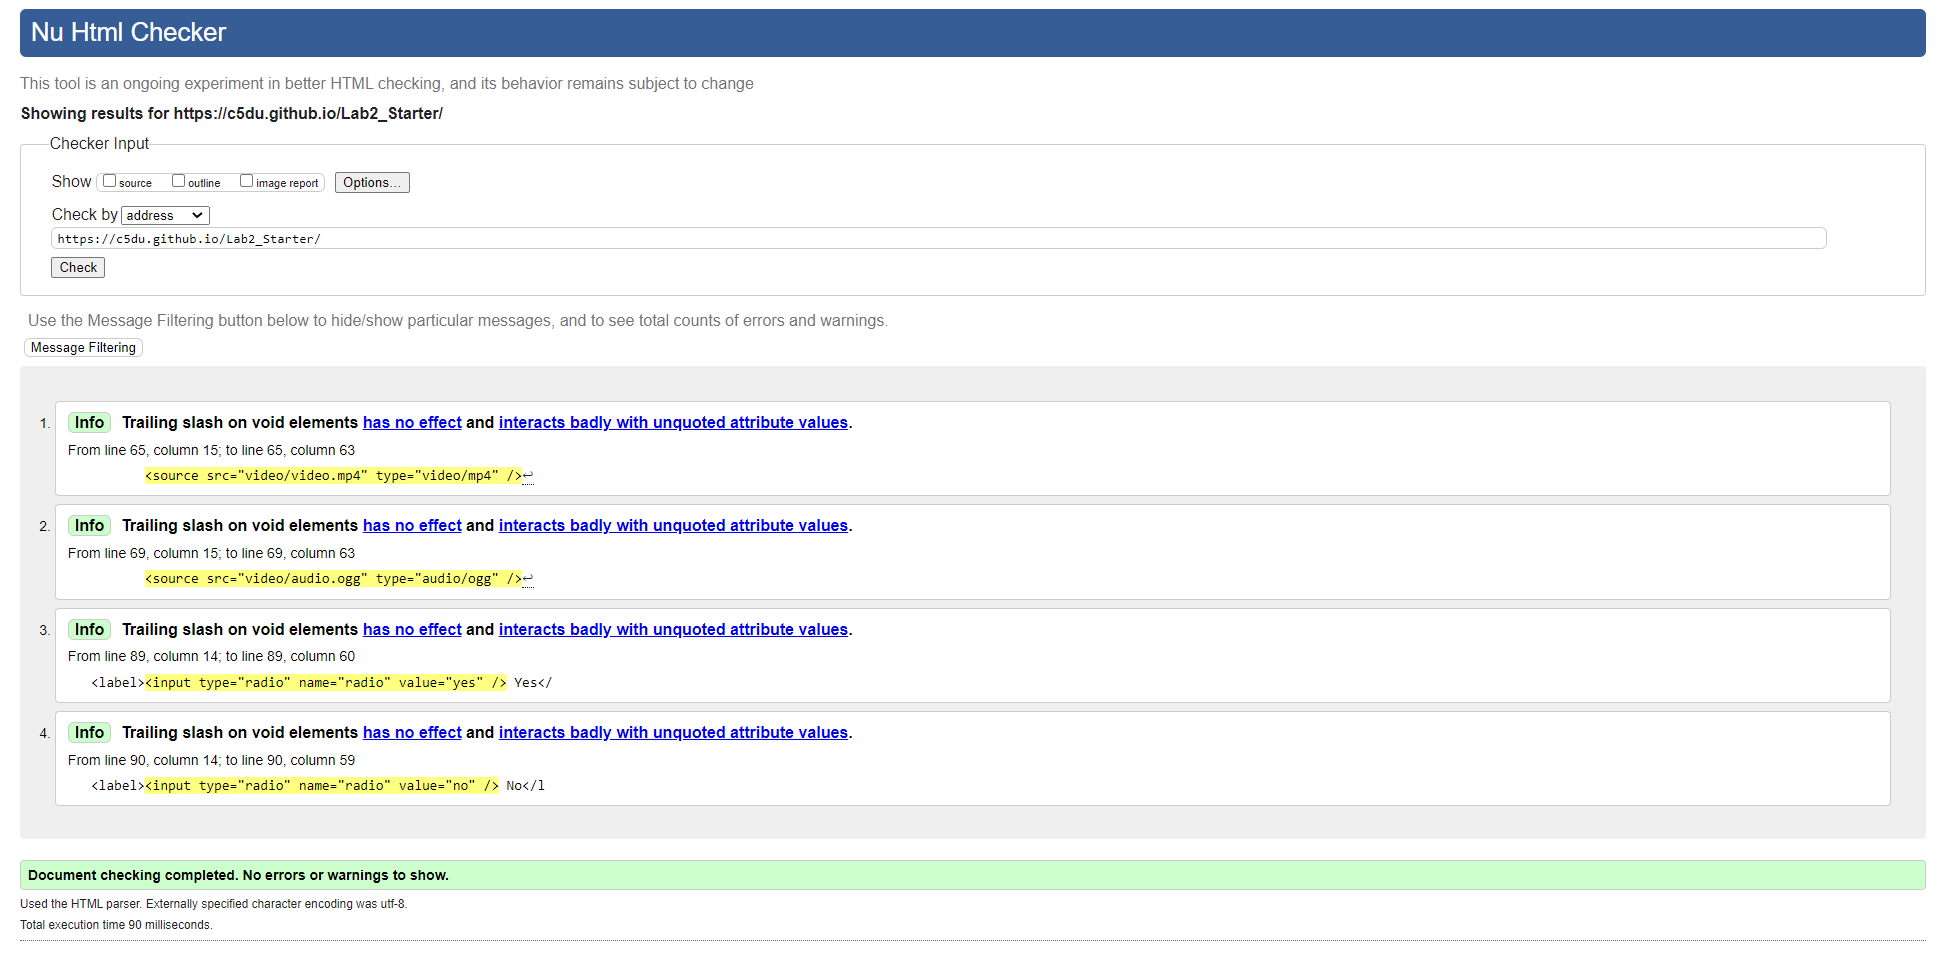 Nu Html Checker
This tool is an ongoing experiment in better HTML checking, and its behavior remains subject to change
Showing results for https://c5du.github.io/Lab2_Starter/
Checker Input
Show source outline image report Options...
Check by address
https://c5du.github.io/Lab2_Starter/
Check
Use the Message Filtering button below to hide/show particular messages, and to see total counts of errors and warnings.
Message Filtering
1. Info Trailing slash on void elements has no effect and interacts badly with unquoted attribute values.
From line 65, column 15; to line 65, column 63
<source src="video/video.mp4" type="video/mp4" />↩
2. Info Trailing slash on void elements has no effect and interacts badly with unquoted attribute values.
From line 69, column 15; to line 69, column 63
<source src="video/audio.ogg" type="audio/ogg" />↩
3. Info Trailing slash on void elements has no effect and interacts badly with unquoted attribute values.
From line 89, column 14; to line 89, column 60
<label><input type="radio" name="radio" value="yes" /> Yes</
4. Info Trailing slash on void elements has no effect and interacts badly with unquoted attribute values.
From line 90, column 14; to line 90, column 59
<label><input type="radio" name="radio" value="no" /> No</l
Document checking completed. No errors or warnings to show.
Used the HTML parser. Externally specified character encoding was utf-8.
Total execution time 90 milliseconds.